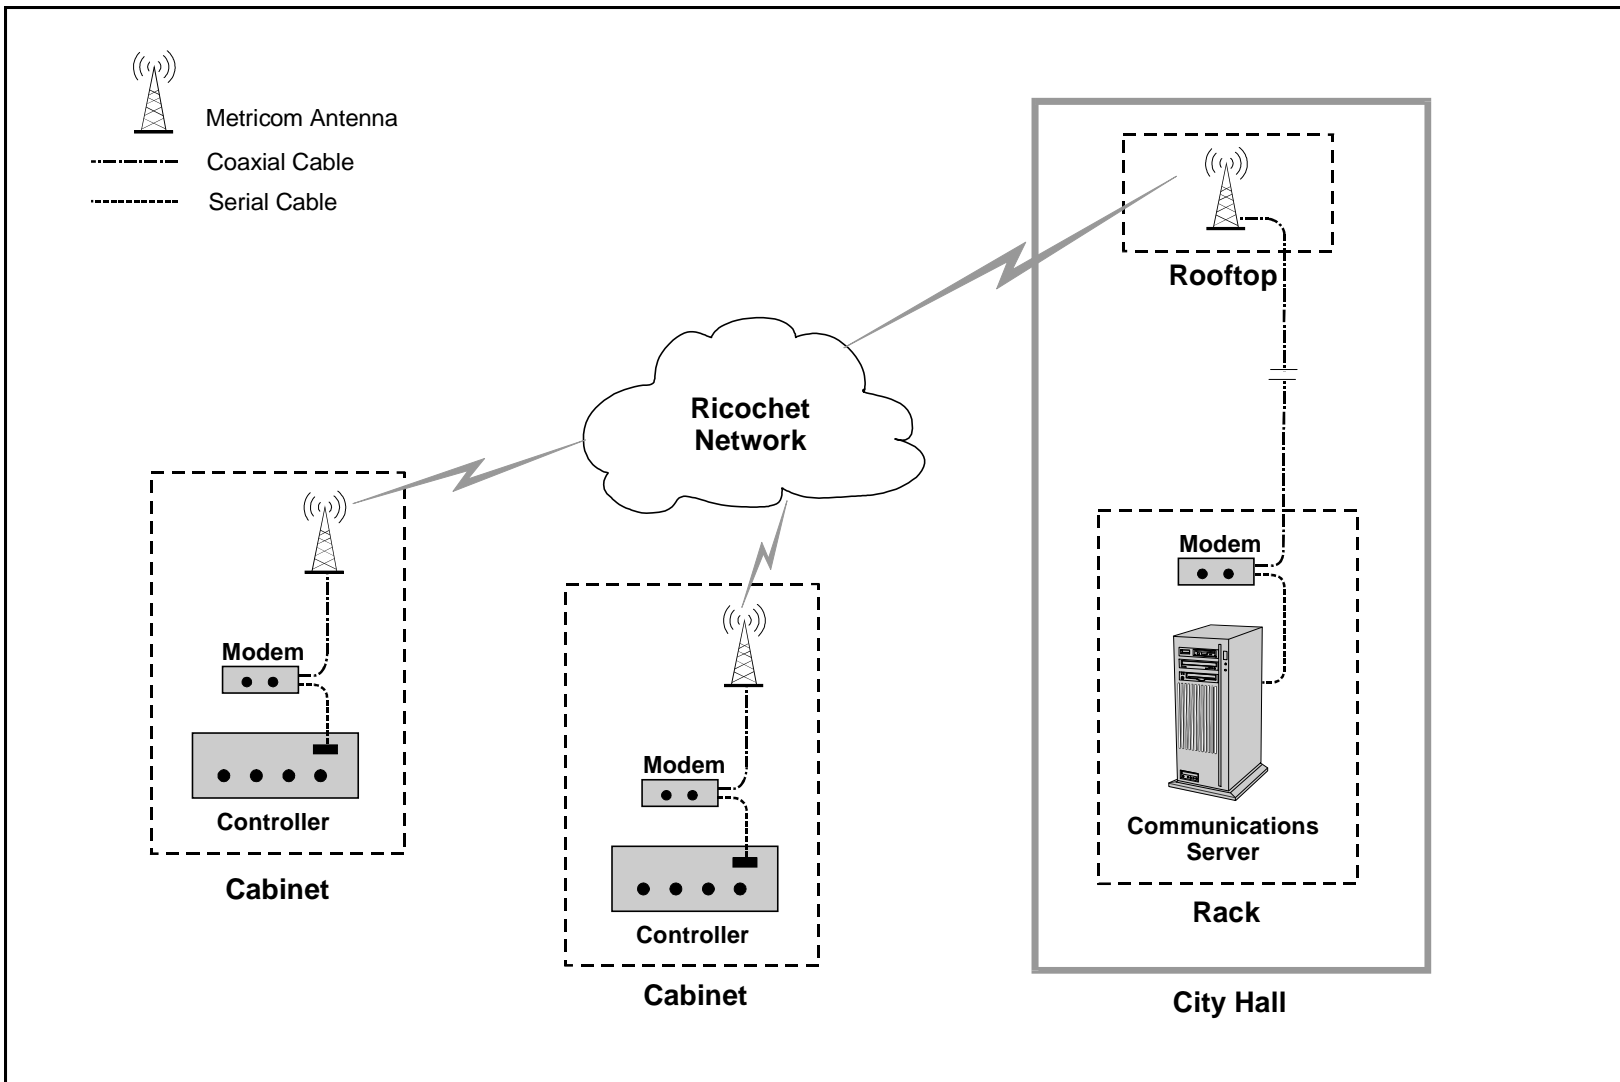 Metricom Antenna
Coaxial Cable
Serial Cable
Rooftop
Ricochet
Network
Modem
Controller
Cabinet
Modem
Controller
Cabinet
Modem
Communications
Server
Rack
City Hall